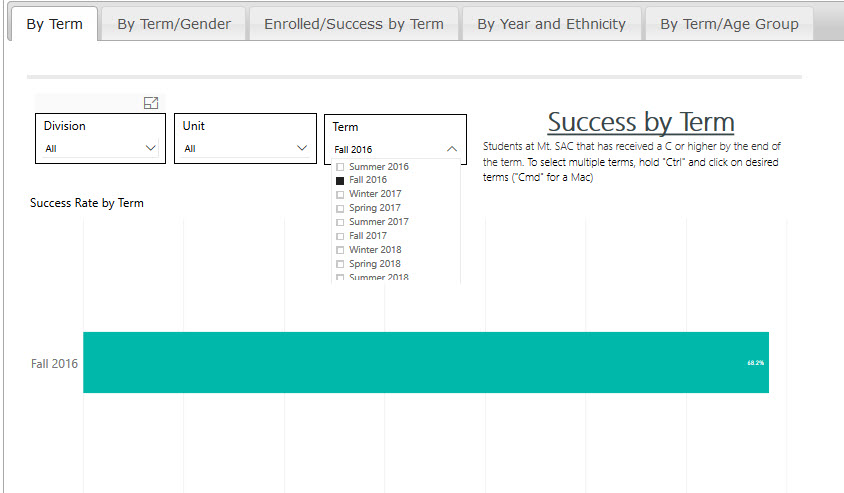 By Term
By Term/Gender
Enrolled/Success by Term
By Year and Ethnicity
By Term/Age Group
Division
All
Unit
All
Term
Fall 2016
Summer 2016
Fall 2016
Winter 2017
Spring 2017
Summer 2017
Fall 2017
Winter 2018
Spring 2018
Summer 2018
Success by Term
Students at Mt. SAC that has received a C or higher by the end of
the term. To select multiple terms, hold "Ctrl" and click on desired
terms ("Cmd" for a Mac)
Success Rate by Term
Fall 2016
68.2%